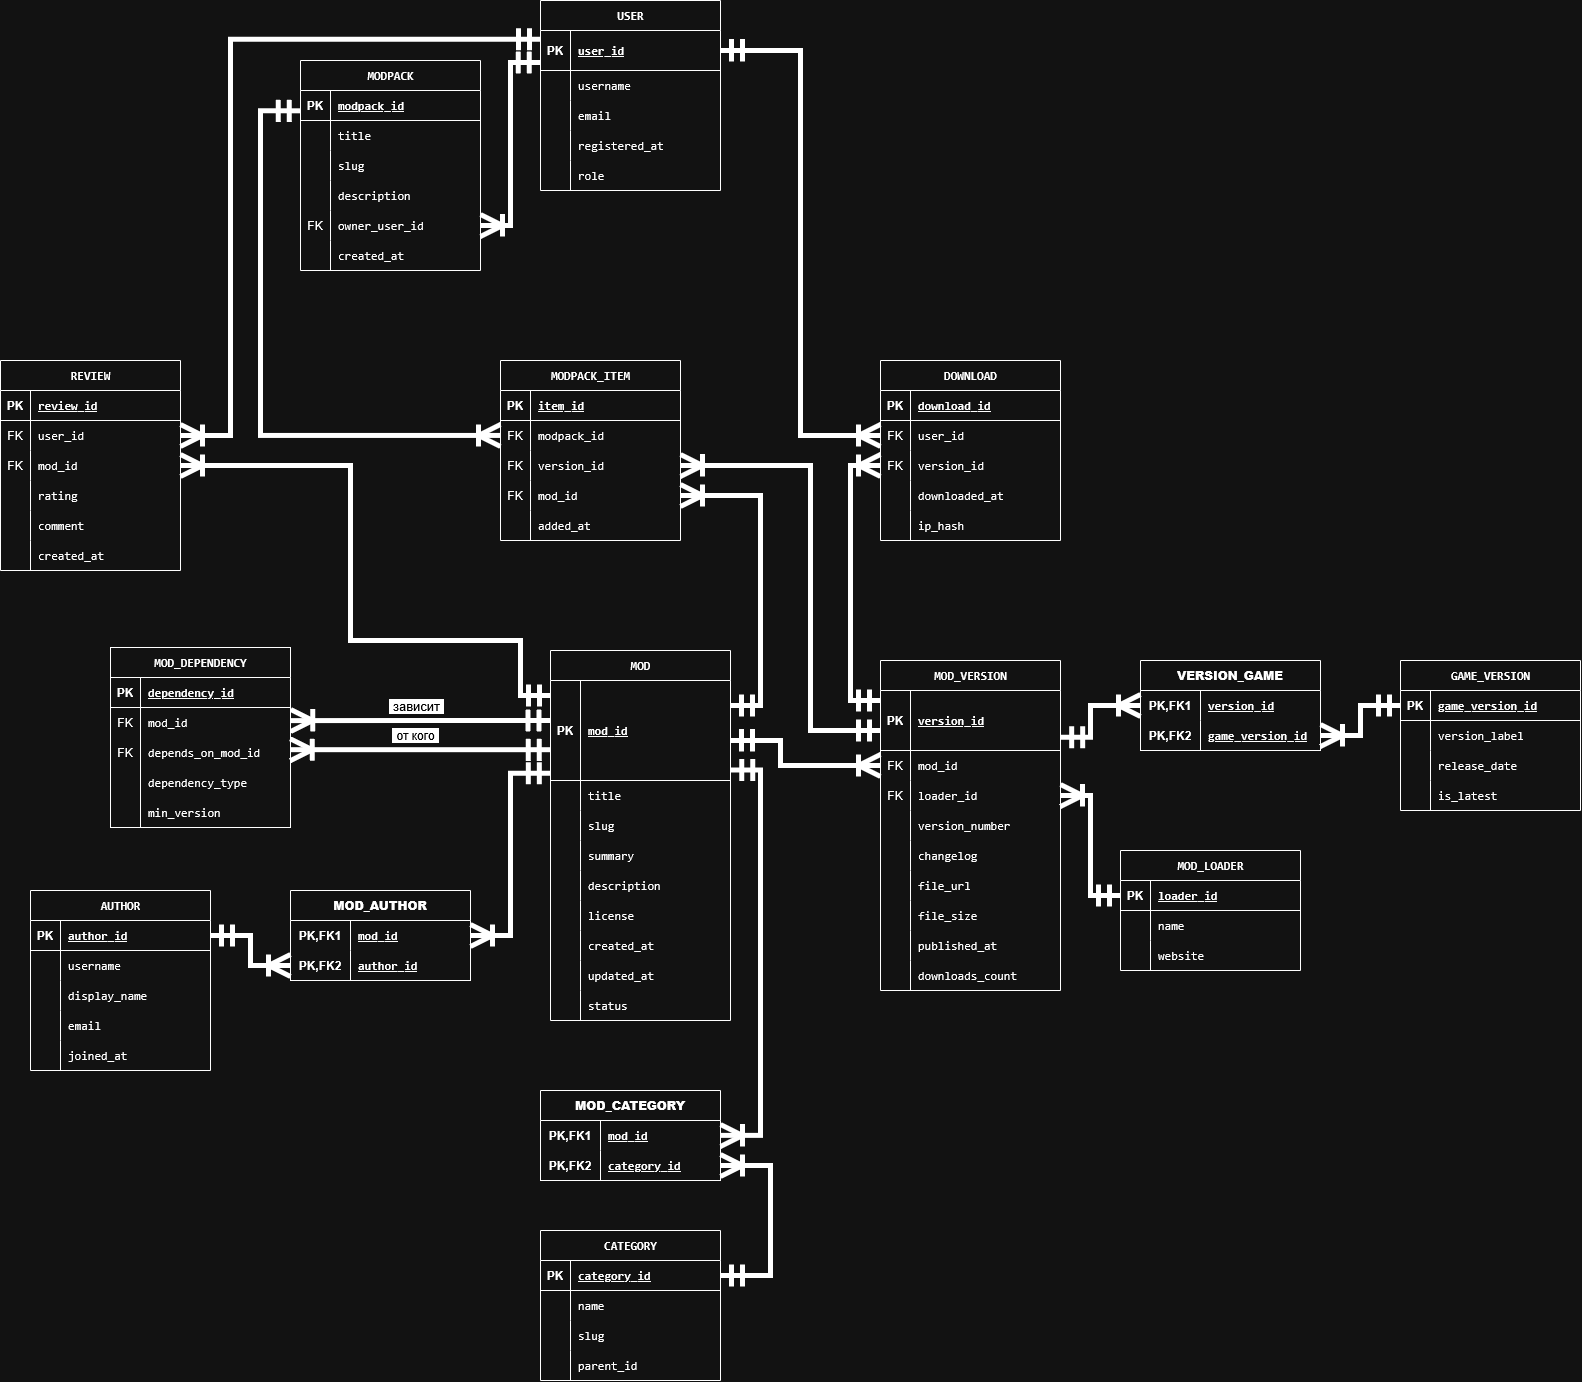 USER
PK user_id
username
email
registered_at
role
MODPACK
PK modpack_id
title
slug
description
FK owner_user_id
created_at
REVIEW
PK review_id
FK user_id
FK mod_id
rating
comment
created_at
MODPACK_ITEM
PK item_id
FK modpack_id
FK version_id
FK mod_id
added_at
DOWNLOAD
PK download_id
FK user_id
FK version_id
downloaded_at
ip_hash
MOD_DEPENDENCY
PK dependency_id
FK mod_id
FK depends_on_mod_id
dependency_type
min_version
зависит
от кого
MOD
PK mod_id
title
slug
summary
description
license
created_at
updated_at
status
MOD_VERSION
PK version_id
FK mod_id
FK loader_id
version_number
changelog
file_url
file_size
published_at
downloads_count
VERSION_GAME
PK,FK1 version_id
PK,FK2 game_version_id
GAME_VERSION
PK game_version_id
version_label
release_date
is_latest
MOD_LOADER
PK loader_id
name
website
AUTHOR
PK author_id
username
display_name
email
joined_at
MOD_AUTHOR
PK,FK1 mod_id
PK,FK2 author_id
MOD_CATEGORY
PK,FK1 mod_id
PK,FK2 category_id
CATEGORY
PK category_id
name
slug
parent_id